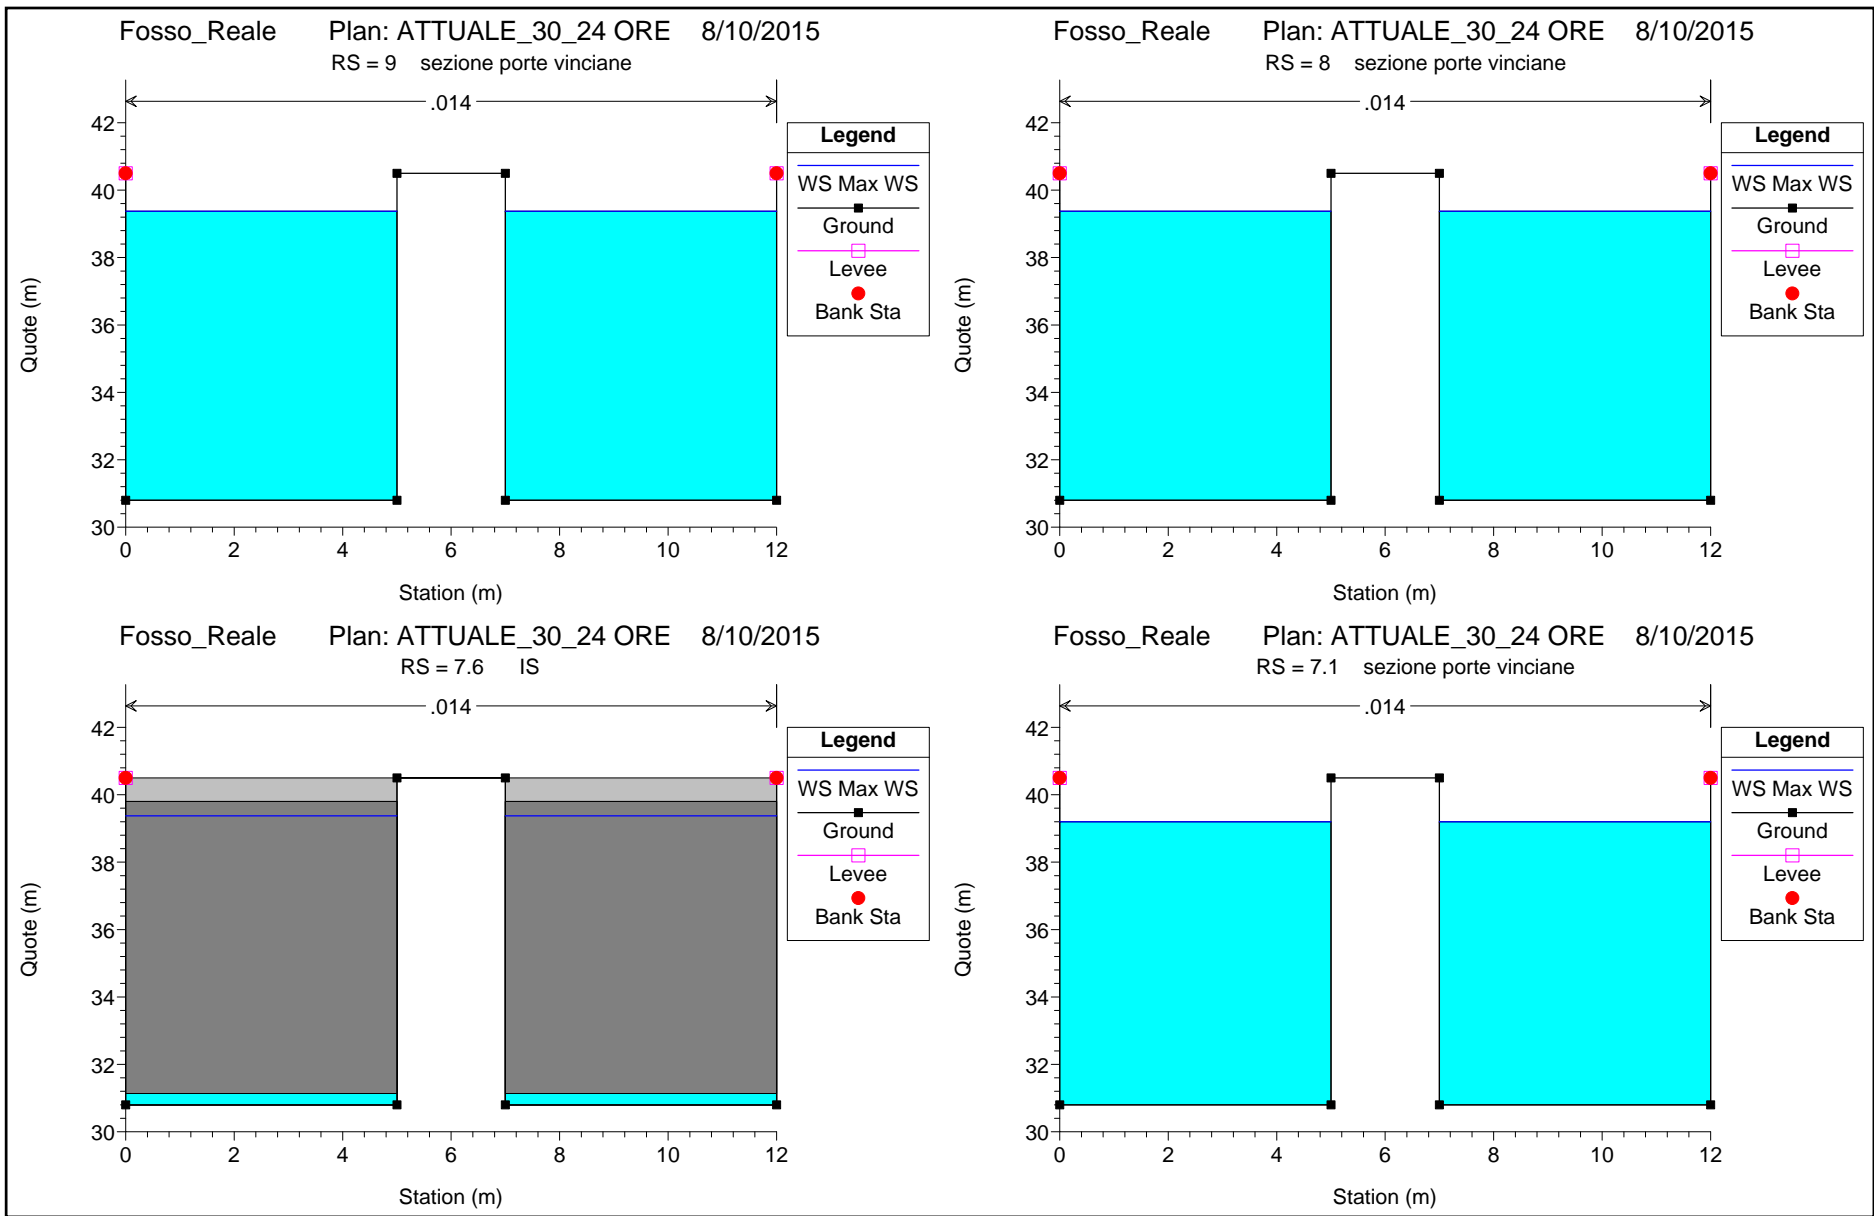 Fosso_Reale Plan: ATTUALE_30_24 ORE 8/10/2015
RS = 9 sezione porte vinciane
.014
42
40
38
36
34
32
30
Quote (m)
0 2 4 6 8 10 12
Station (m)
Legend
WS Max WS
Ground
Levee
Bank Sta
Fosso_Reale Plan: ATTUALE_30_24 ORE 8/10/2015
RS = 8 sezione porte vinciane
.014
42
40
38
36
34
32
30
Quote (m)
0 2 4 6 8 10 12
Station (m)
Legend
WS Max WS
Ground
Levee
Bank Sta
Fosso_Reale Plan: ATTUALE_30_24 ORE 8/10/2015
RS = 7.6 IS
.014
42
40
38
36
34
32
30
Quote (m)
0 2 4 6 8 10 12
Station (m)
Legend
WS Max WS
Ground
Levee
Bank Sta
Fosso_Reale Plan: ATTUALE_30_24 ORE 8/10/2015
RS = 7.1 sezione porte vinciane
.014
42
40
38
36
34
32
30
Quote (m)
0 2 4 6 8 10 12
Station (m)
Legend
WS Max WS
Ground
Levee
Bank Sta